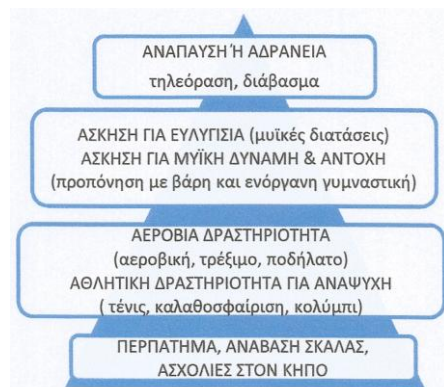 ΑΝΑΠΑΥΣΗ Ή ΑΔΡΑΝΕΙΑ
τηλεόραση, διάβασμα
ΑΣΚΗΣΗ ΓΙΑ ΕΥΛΥΓΙΣΙΑ (μυϊκές διατάσεις)
ΑΣΚΗΣΗ ΓΙΑ ΜΥΪΚΗ ΔΥΝΑΜΗ & ΑΝΤΟΧΗ
(προπόνηση με βάρη και ενόργανη γυμναστική)
ΑΕΡΟΒΙΑ ΔΡΑΣΤΗΡΙΟΤΗΤΑ
(αεροβική, τρέξιμο, ποδήλατο)
ΑΘΛΗΤΙΚΗ ΔΡΑΣΤΗΡΙΟΤΗΤΑ ΓΙΑ ΑΝΑΨΥΧΗ
( τένις, καλαθοσφαίριση, κολύμπι)
ΠΕΡΠΑΤΗΜΑ, ΑΝΑΒΑΣΗ ΣΚΑΛΑΣ,
ΑΣΧΟΛΙΕΣ ΣΤΟΝ ΚΗΠΟ